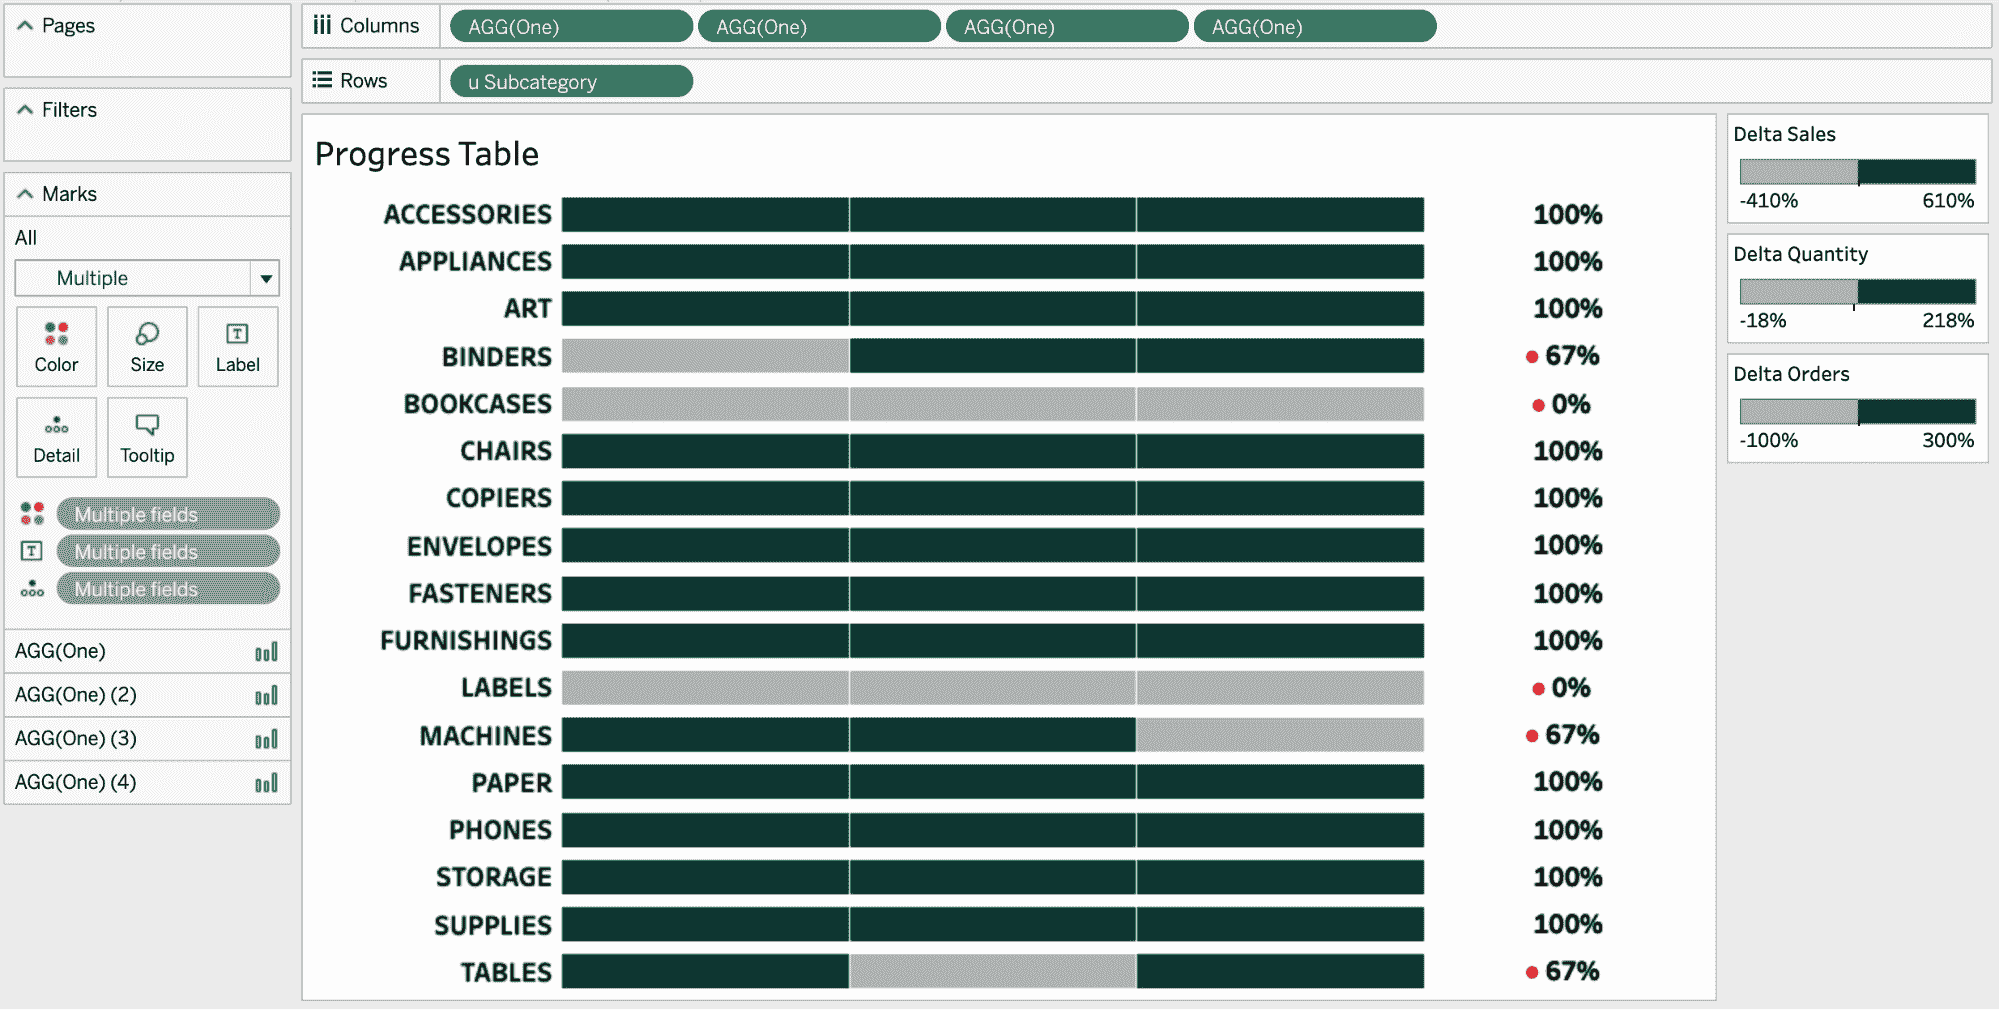 Pages
Filters
Marks
All
Multiple
Color Size Label
Detail Tooltip
Multiple fields
Multiple fields
Multiple fields
AGG(One)
AGG(One) (2)
AGG(One) (3)
AGG(One) (4)
Columns AGG(One) AGG(One) AGG(One) AGG(One)
Rows u Subcategory
Progress Table
ACCESSORIES 100%
APPLIANCES 100%
ART 100%
BINDERS 67%
BOOKCASES 0%
CHAIRS 100%
COPIERS 100%
ENVELOPES 100%
FASTENERS 100%
FURNISHINGS 100%
LABELS 0%
MACHINES 67%
PAPER 100%
PHONES 100%
STORAGE 100%
SUPPLIES 100%
TABLES 67%
Delta Sales
-410% 610%
Delta Quantity
-18% 218%
Delta Orders
-100% 300%